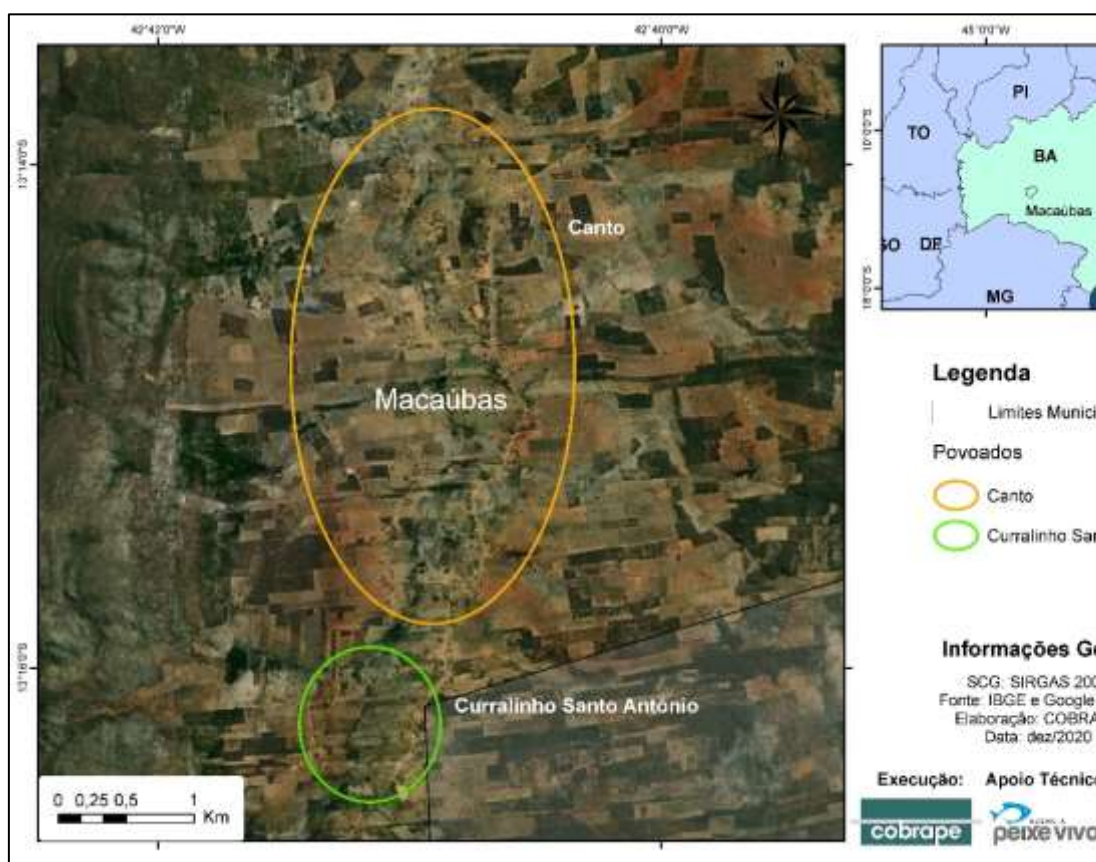 42°42'0"W
42°40'0"W
45°0'0"W
13°14'0"S
13°16'0"S
10°0'0"S
Canto
Macaúbas
Curralinho Santo Antônio
0 0,25 0,5 1
Km
PI
TO
BA
Macaúbas
DF
MG
Legenda
Limites Munici
Povoados
Canto
Curralinho San
Informações Ge
SCG: SIRGAS 200
Fonte: IBGE e Google
Elaboração: COBRA
Data: dez/2020
Execução: Apoio Técnico
cobrape
peixe vivo